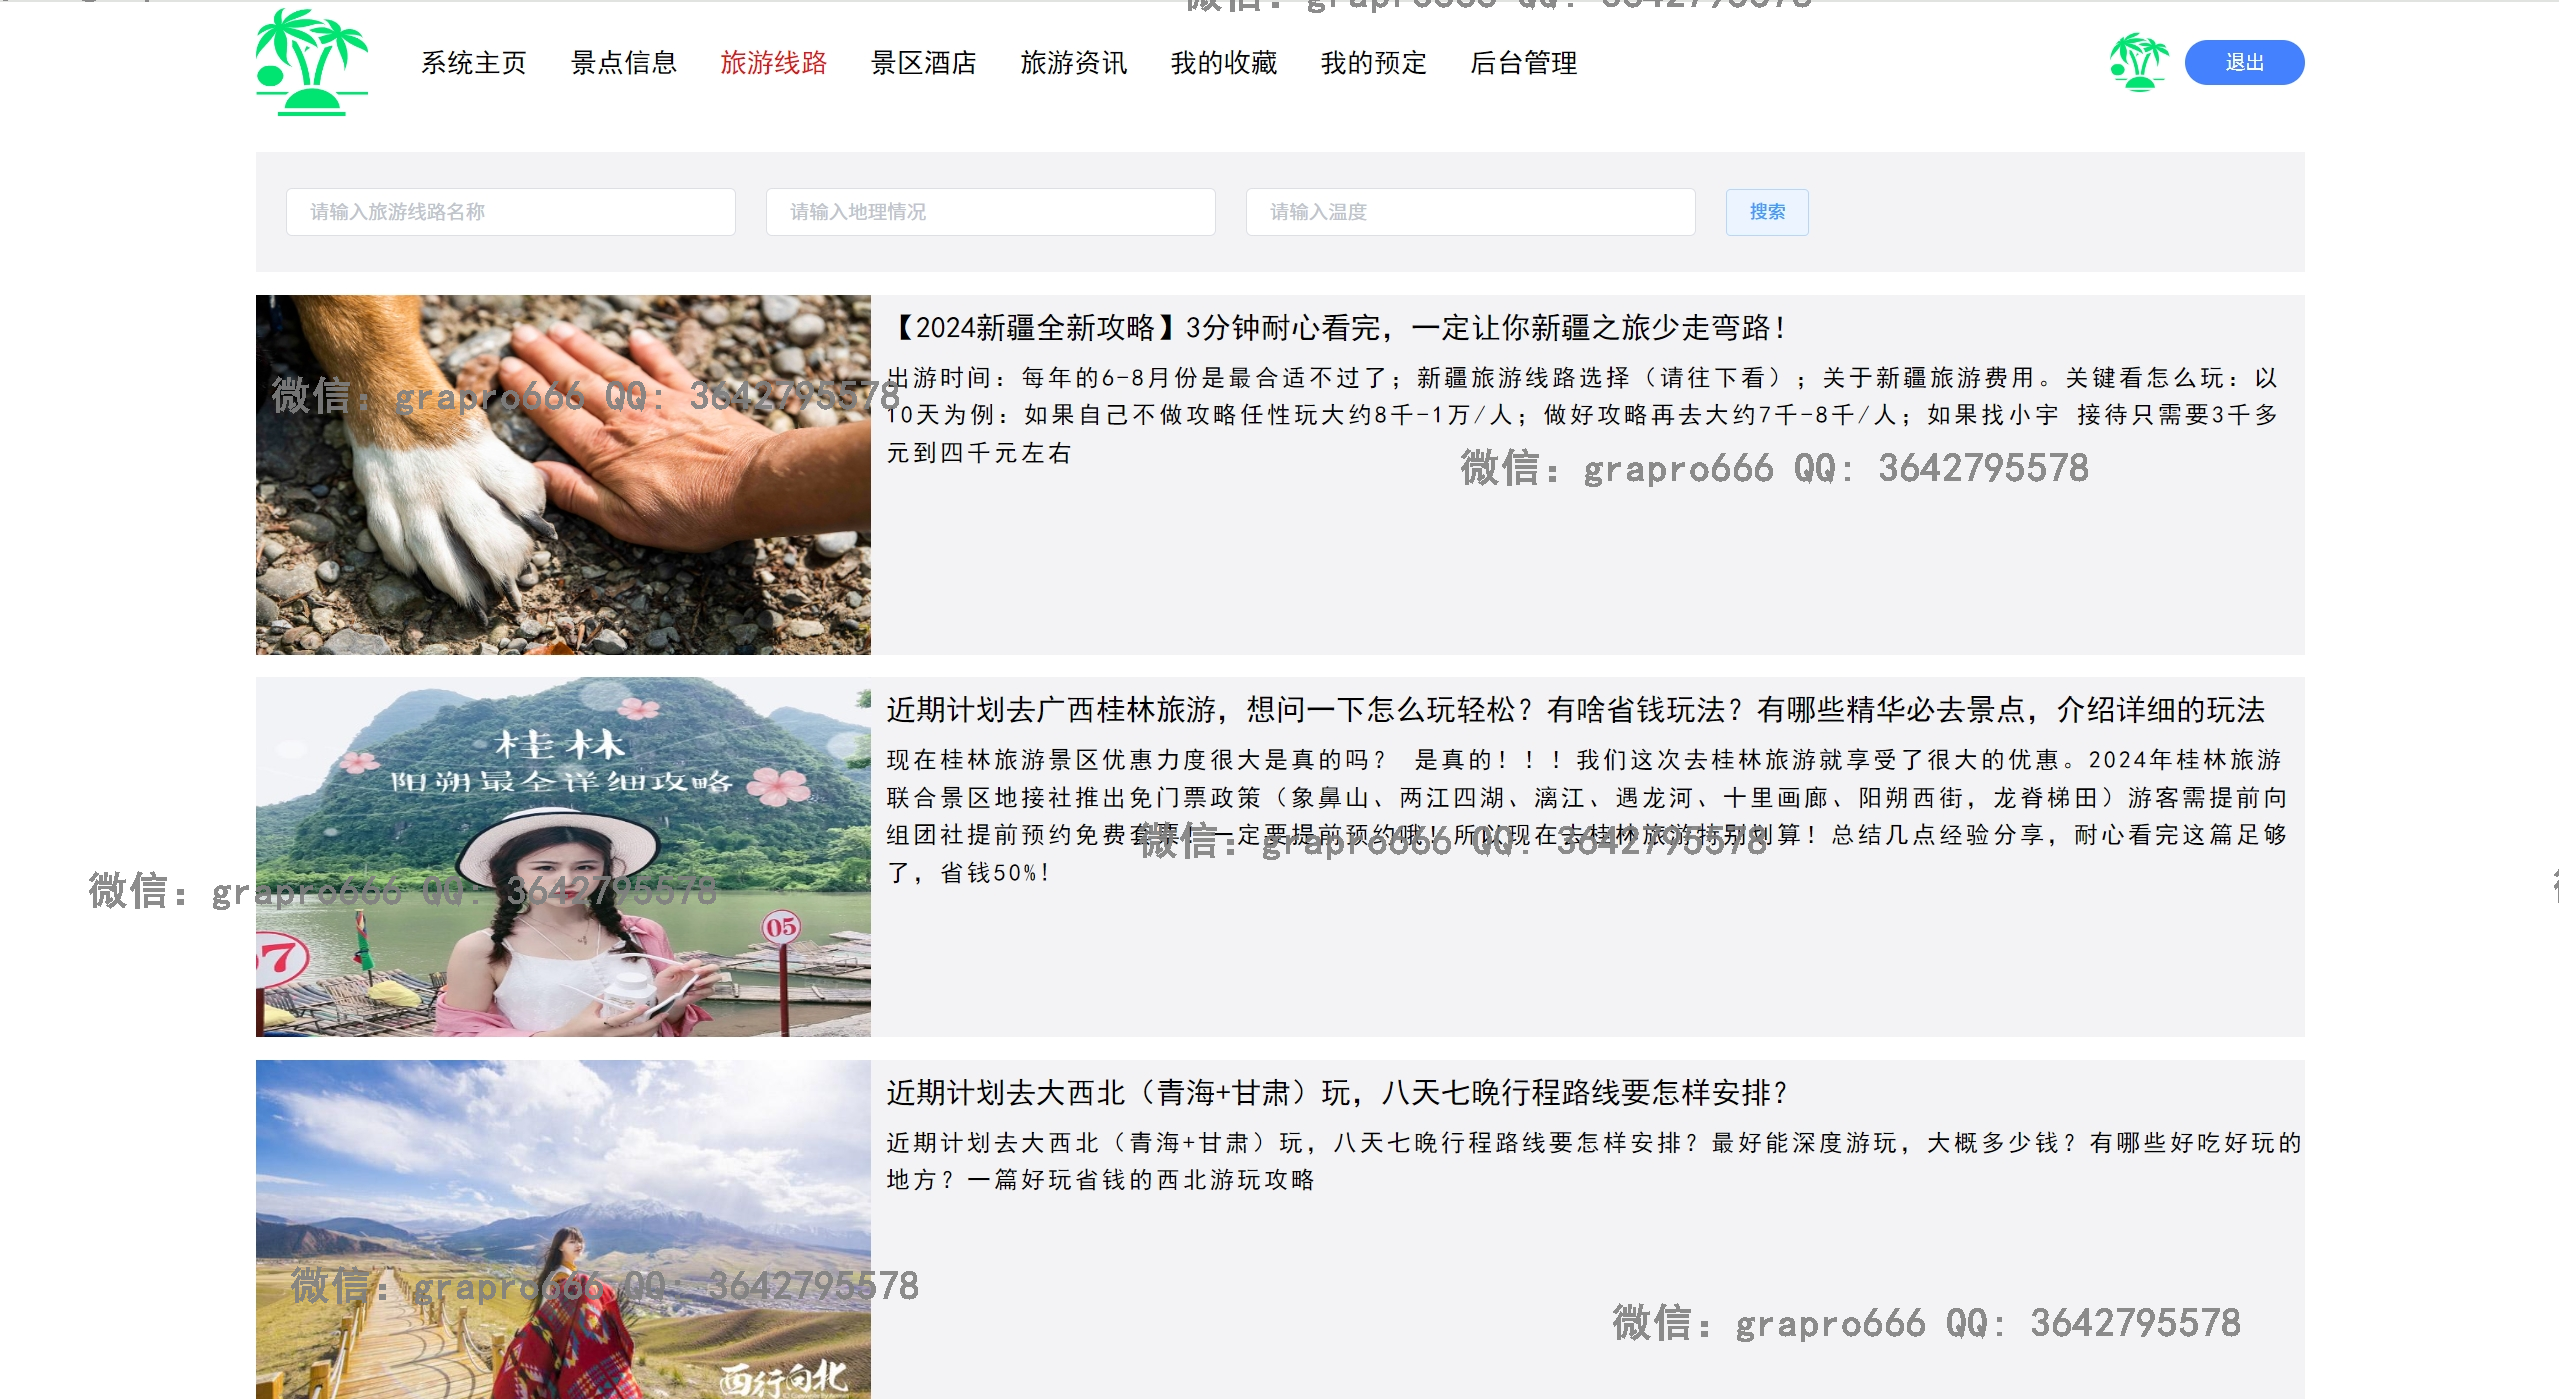 微信：grapro666 QQ: 3642795578
系统主页 景点信息 旅游线路 景区酒店 旅游资讯 我的收藏 我的预定 后台管理 退出
请输入旅游线路名称 请输入地理情况 请输入温度 搜索
【2024新疆全新攻略】3分钟耐心看完，一定让你新疆之旅少走弯路！
出游时间：每年的6-8月份是最合适不过了；新疆旅游线路选择（请往下看）；关于新疆旅游费用。关键看怎么玩：以
10天为例：如果自己不做攻略任性玩大约8千-1万/人；做好攻略再去大约7千-8千/人；如果找小宇 接待只需要3千多
元到四千元左右
微信：grapro666 QQ: 3642795578
微信：grapro666 QQ: 3642795578
桂林
阳朔最全详细攻略
05
7
近期计划去广西桂林旅游，想问一下怎么玩轻松？有啥省钱玩法？有哪些精华必去景点，介绍详细的玩法
现在桂林旅游景区优惠力度很大是真的吗？ 是真的！！！我们这次去桂林旅游就享受了很大的优惠。2024年桂林旅游
联合景区地接社推出免门票政策（象鼻山、两江四湖、漓江、遇龙河、十里画廊、阳朔西街，龙脊梯田）游客需提前向
组团社提前预约免费套票！一定要提前预约哦！所以现在去桂林旅游特别划算！总结几点经验分享，耐心看完这篇足够
了，省钱50%！
微信：grapro666 QQ: 3642795578
微信：grapro666 QQ: 3642795578
近期计划去大西北（青海+甘肃）玩，八天七晚行程路线要怎样安排？
近期计划去大西北（青海+甘肃）玩，八天七晚行程路线要怎样安排？最好能深度游玩，大概多少钱？有哪些好吃好玩的
地方？一篇好玩省钱的西北游玩攻略
微信：grapro666 QQ: 3642795578
微信：grapro666 QQ: 3642795578
西行向北